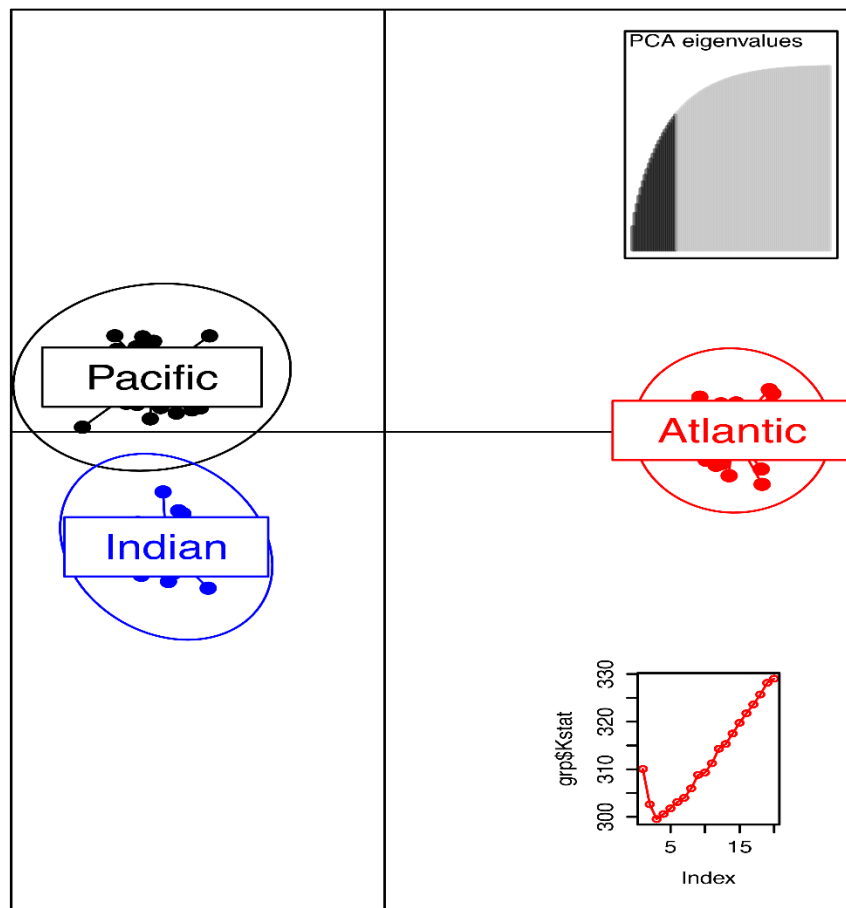 PCA eigenvalues
Pacific
Atlantic
Indian
330
320
310
300
grp$Kstat
5 15
Index